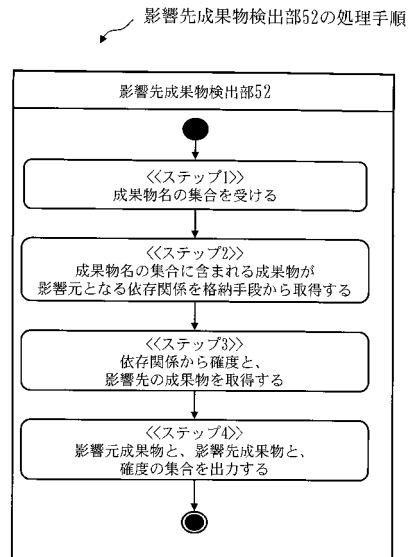 影響先成果物検出部52の処理手順
影響先成果物検出部52
<<ステップ1>>
成果物名の集合を受ける
<<ステップ2>>
成果物名の集合に含まれる成果物が
影響元となる依存関係を格納手段から取得する
<<ステップ3>>
依存関係から確度と、
影響先の成果物を取得する
<<ステップ4>>
影響元成果物と、影響先成果物と、
確度の集合を出力する